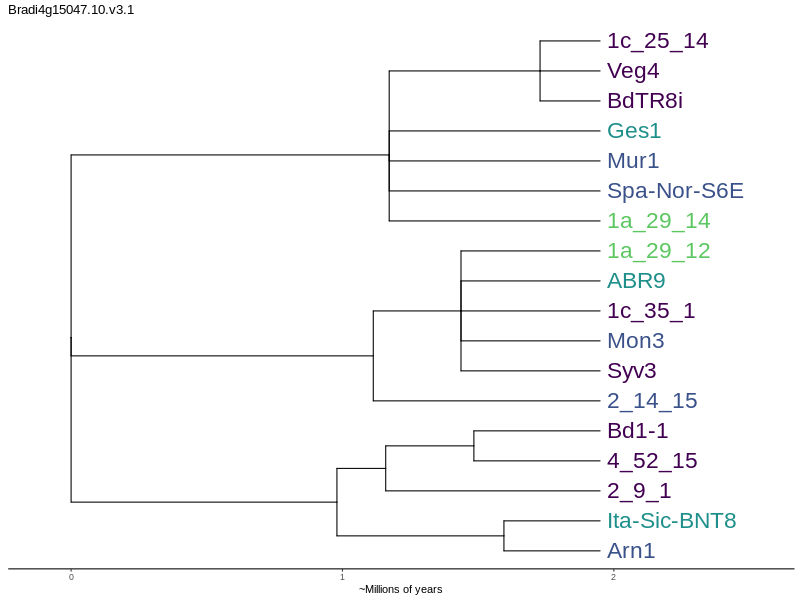 Bradi4g15047.10.v3.1
1c_25_14
Veg4
BdTR8i
Ges1
Mur1
Spa-Nor-S6E
1a_29_14
1a_29_12
ABR9
1c_35_1
Mon3
Syv3
2_14_15
Bd1-1
4_52_15
2_9_1
Ita-Sic-BNT8
Arn1
0 1 2
~Millions of years